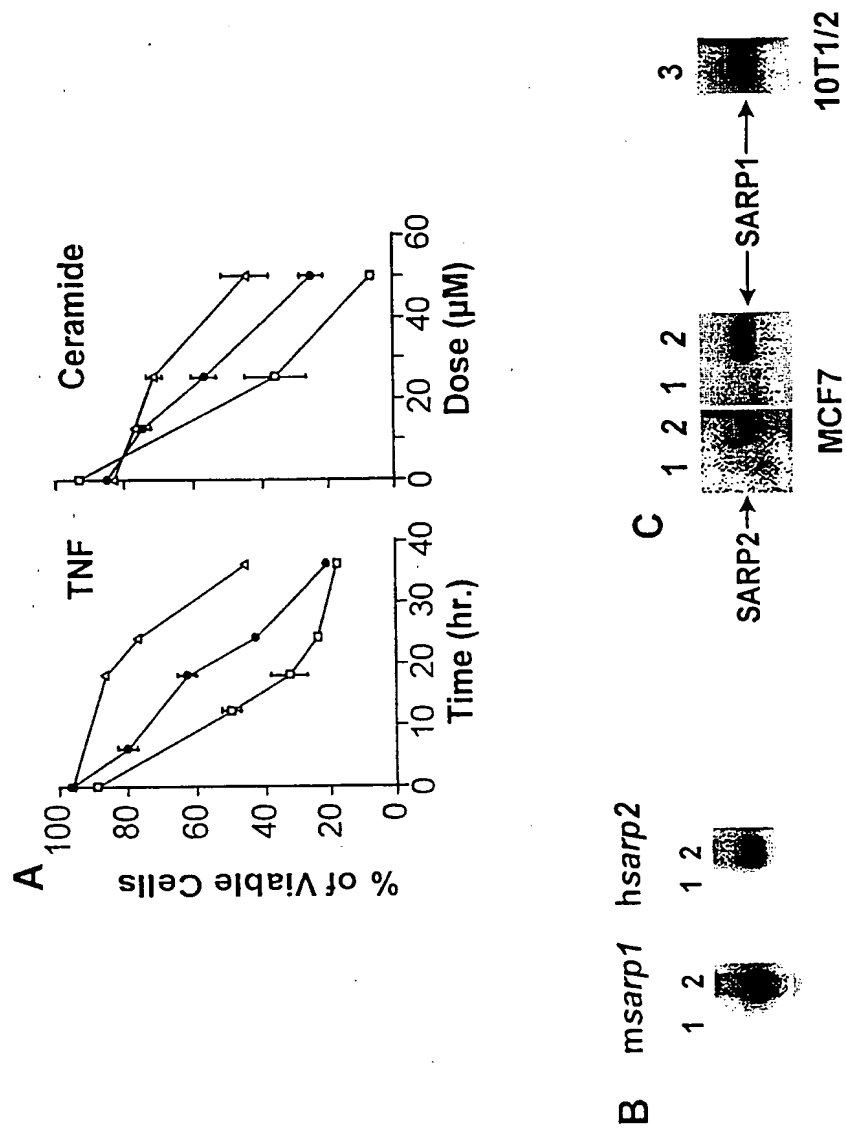 A
TNF
Ceramide
% of Viable Cells
100
80
60
40
20
0
0 10 20 30 40
Time (hr.)
0 20 40 60
Dose (µM)
B
msarp1 hsarp2
1 2 1 2
C
1 2 1 2 3
SARP2 SARP1
MCF7 10T1/2